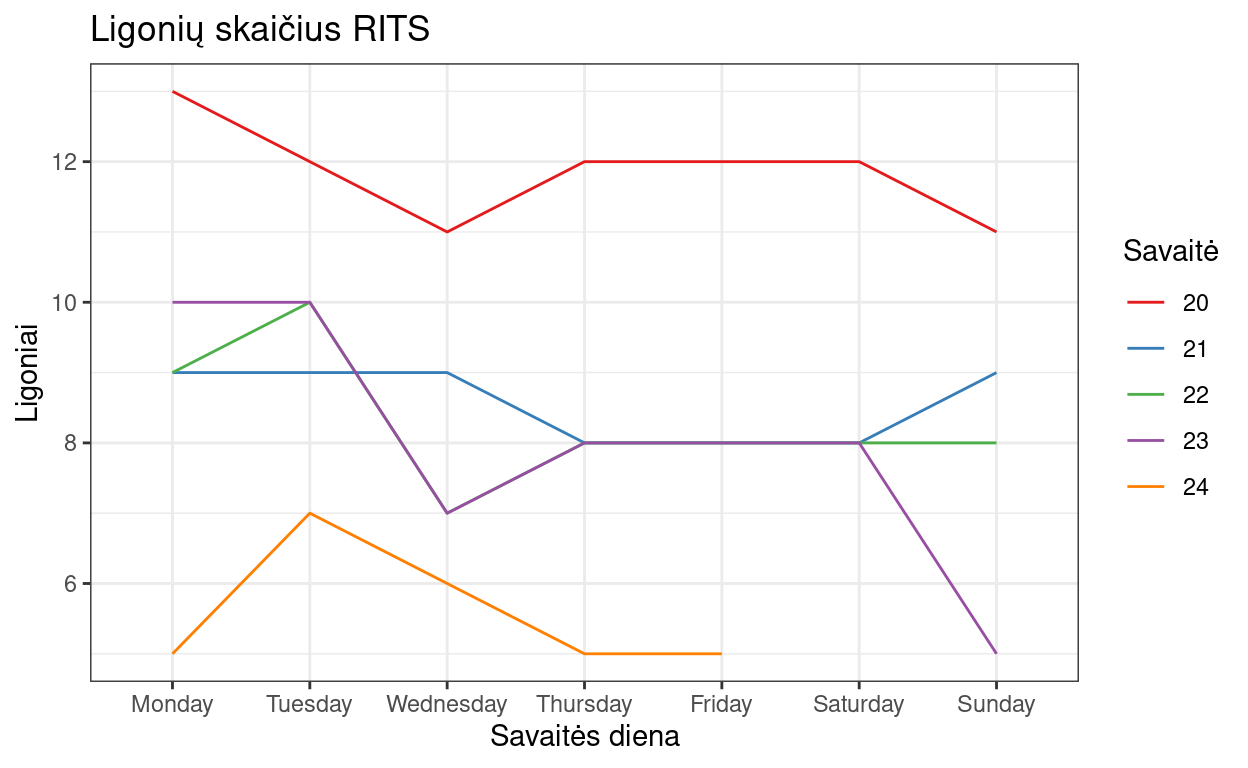 Ligonių skaičius RITS
Ligoniai
12
10
8
6
Monday Tuesday Wednesday Thursday Friday Saturday Sunday
Savaitės diena
Savaitė
20
21
22
23
24